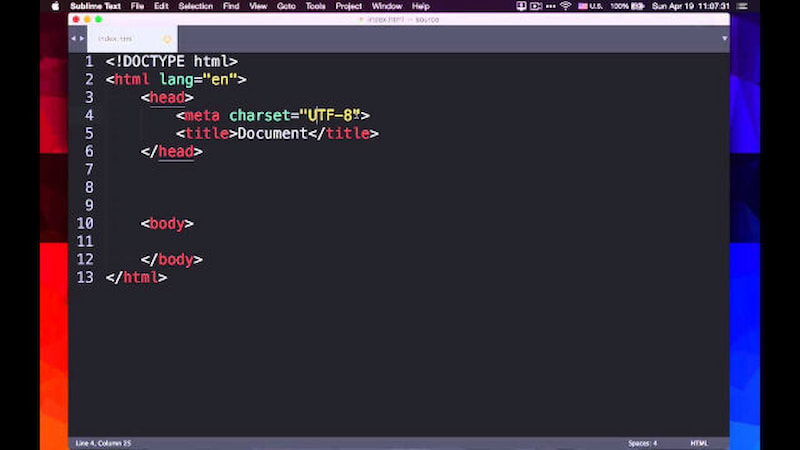 Sublime Text File Edit Selection Find View Goto Tools Project Window Help U.S. 100% Sun Apr 19 11:07:31
index.html — source
index.html
1 <!DOCTYPE html>
2 <html lang="en">
3 <head>
4 <meta charset="UTF-8">
5 <title>Document</title>
6 </head>
7
8
9
10 <body>
11
12 </body>
13 </html>
Line 4, Column 25 Spaces: 4 HTML